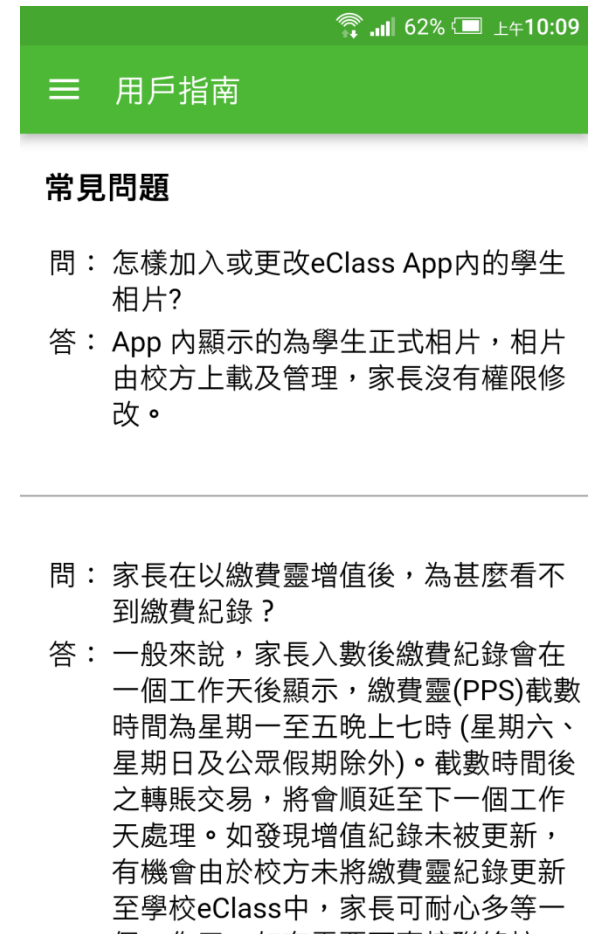 62% 上午10:09
用戶指南
常見問題
問： 怎樣加入或更改eClass App內的學生
相片?
答： App 內顯示的為學生正式相片，相片
由校方上載及管理，家長沒有權限修
改。
問： 家長在以繳費靈增值後，為甚麼看不
到繳費紀錄？
答： 一般來說，家長入數後繳費紀錄會在
一個工作天後顯示，繳費靈(PPS)截數
時間為星期一至五晚上七時 (星期六、
星期日及公眾假期除外)。截數時間後
之轉賬交易，將會順延至下一個工作
天處理。如發現增值紀錄未被更新，
有機會由於校方未將繳費靈紀錄更新
至學校eClass中，家長可耐心多等一